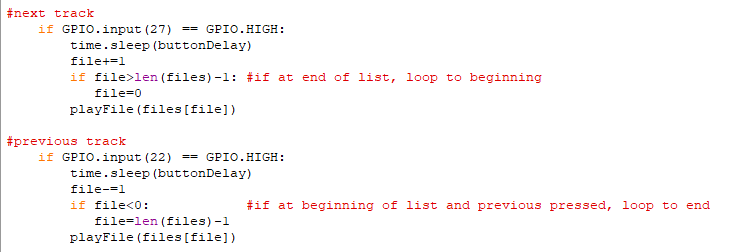 #next track
    if GPIO.input(27) == GPIO.HIGH:
        time.sleep(buttonDelay)
        file+=1
        if file>len(files)-1: #if at end of list, loop to beginning
           file=0
        playFile(files[file])

#previous track
    if GPIO.input(22) == GPIO.HIGH:
        time.sleep(buttonDelay)
        file-=1
        if file<0:            #if at beginning of list and previous pressed, loop to end
           file=len(files)-1
        playFile(files[file])